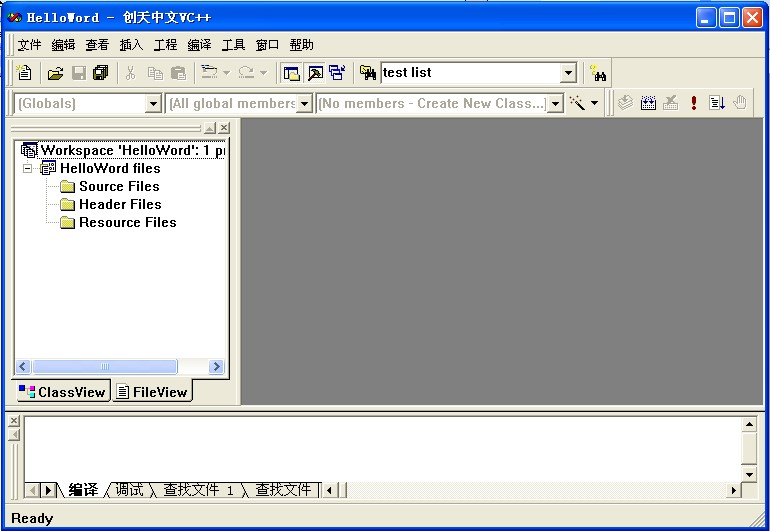 HelloWord - 创天中文VC++
文件 编辑 查看 插入 工程 编译 工具 窗口 帮助
test list
(Globals) (All global members (No members - Create New Class...)
Workspace 'HelloWord': 1 pr
HelloWord files
Source Files
Header Files
Resource Files
ClassView FileView
编译 调试 查找文件 1 查找文件
Ready